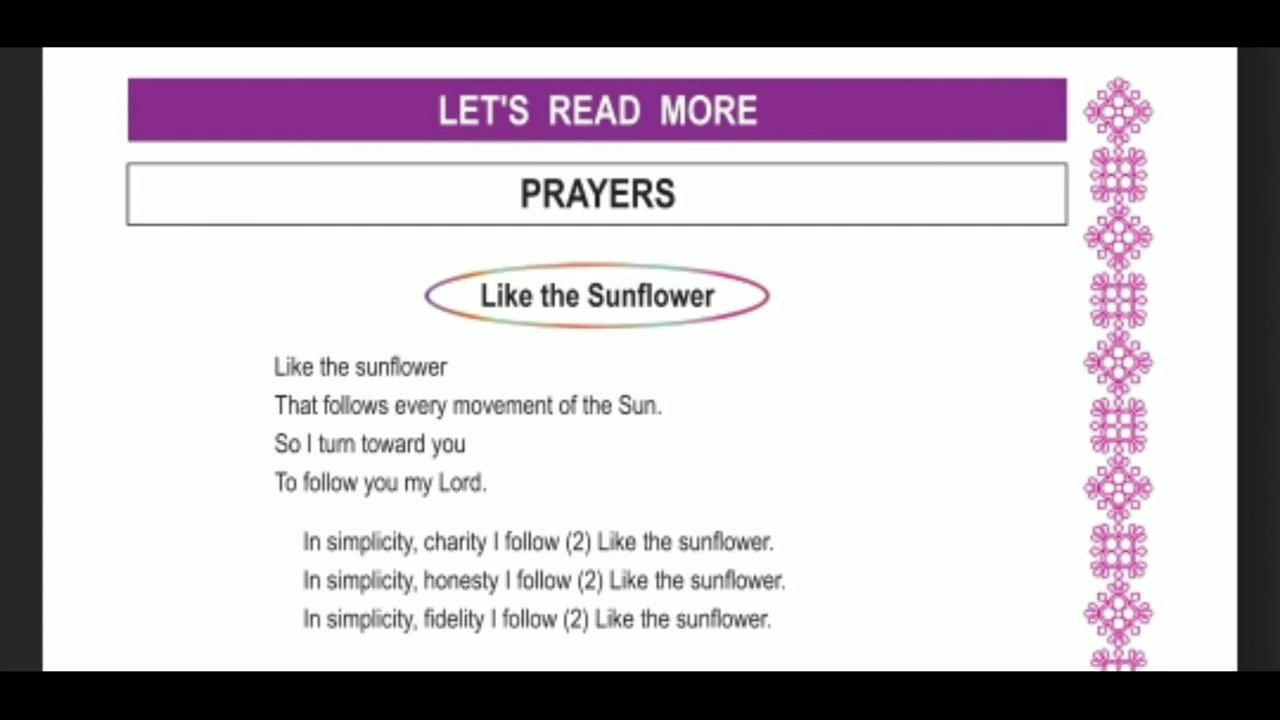 LET'S READ MORE
PRAYERS
Like the Sunflower
Like the sunflower
That follows every movement of the Sun.
So I turn toward you
To follow you my Lord.
In simplicity, charity I follow (2) Like the sunflower.
In simplicity, honesty I follow (2) Like the sunflower.
In simplicity, fidelity I follow (2) Like the sunflower.